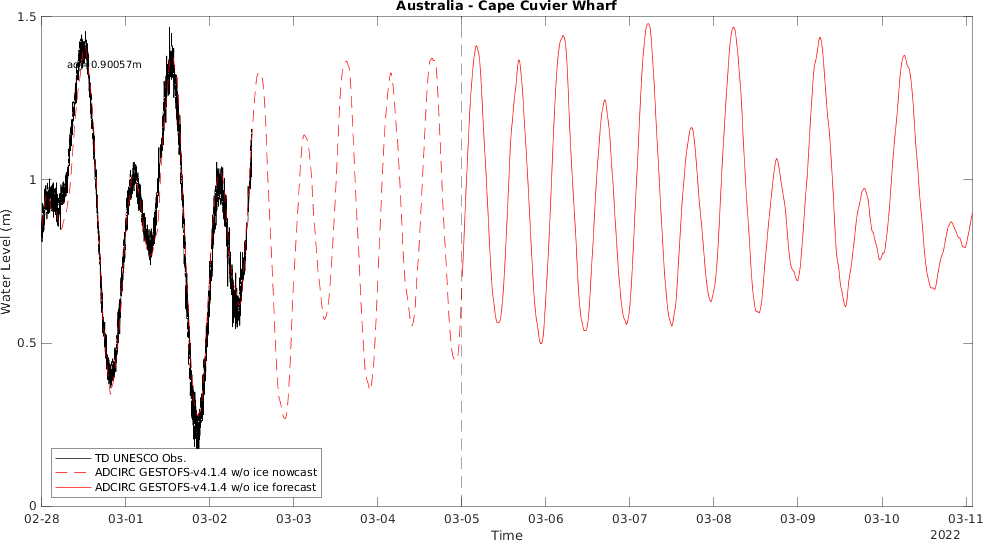 Australia - Cape Cuvier Wharf
1.5
1
0.5
0
Water Level (m)
0.90057m
TD UNESCO Obs.
ADCIRC GESTOFS-v4.1.4 w/o ice nowcast
ADCIRC GESTOFS-v4.1.4 w/o ice forecast
02-28 03-01 03-02 03-03 03-04 03-05 03-06 03-07 03-08 03-09 03-10 03-11
Time
2022